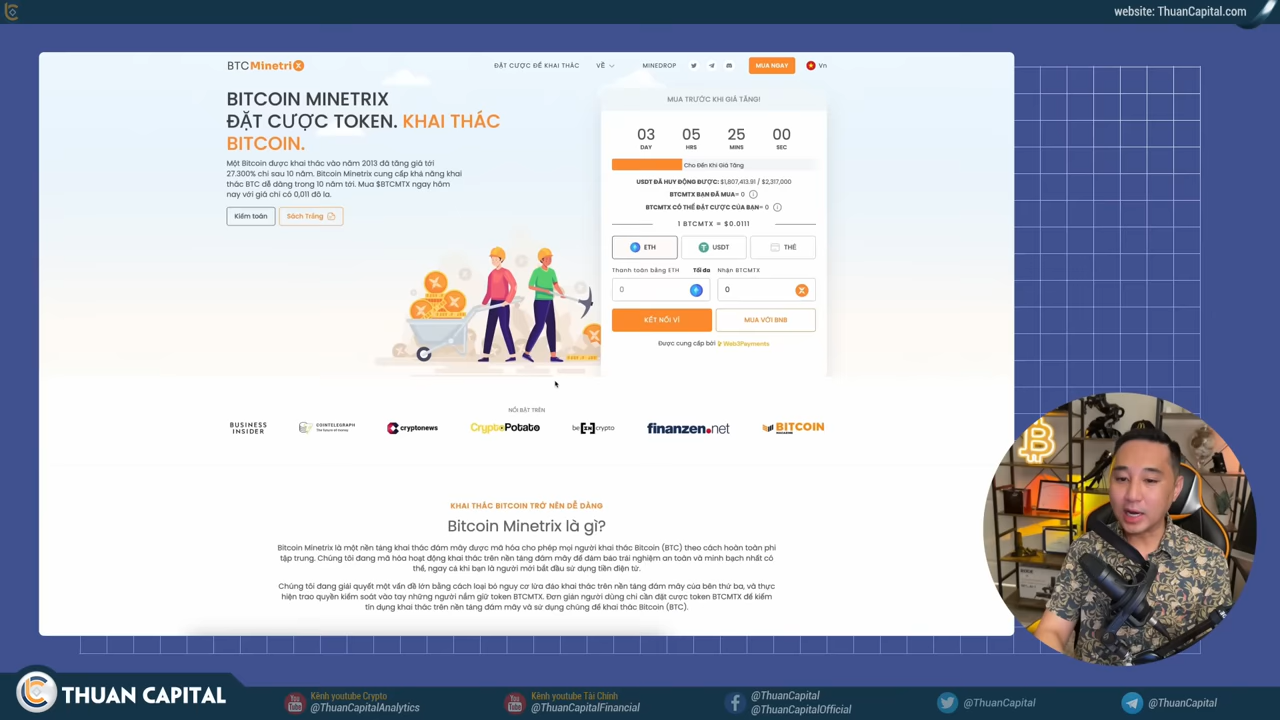 website: ThuanCapital.com
BTC Minetrix
ĐẶT CƯỢC ĐỂ KHAI THÁC
VỀ
MINEDROP
MUA NGAY
Vn
BITCOIN MINETRIX
ĐẶT CƯỢC TOKEN. KHAI THÁC
BITCOIN.
Một Bitcoin được khai thác vào năm 2013 đã tăng giá tới
27.300% chỉ sau 10 năm. Bitcoin Minetrix cung cấp khả năng khai
thác BTC dễ dàng trong 10 năm tới. Mua $BTCMTX ngay hôm
nay với giá chỉ có 0,011 đô la.
Kiểm toán
Sách Trắng
MUA TRƯỚC KHI GIÁ TĂNG!
03 05 25 00
DAY HRS MINS SEC
Cho Đến Khi Giá Tăng
USDT ĐÃ HUY ĐỘNG ĐƯỢC: $1,807,413.91 / $2,317,000
BTCMTX BẠN ĐÃ MUA= 0
BTCMTX CÓ THỂ ĐẶT CƯỢC CỦA BẠN= 0
1 BTCMTX = $0.0111
ETH
USDT
THẺ
Thanh toán bằng ETH Tối đa Nhận BTCMTX
0
0
KẾT NỐI VÍ
MUA VỚI BNB
Được cung cấp bởi Web3Payments
NỔI BẬT TRÊN
BUSINESS
INSIDER
COINTELEGRAPH
The future of money
cryptonews
CryptoPotato
be[in]crypto
finanzen.net
BITCOIN
MAGAZINE
KHAI THÁC BITCOIN TRỞ NÊN DỄ DÀNG
Bitcoin Minetrix là gì?
Bitcoin Minetrix là một nền tảng khai thác đám mây được mã hóa cho phép mọi người khai thác Bitcoin (BTC) theo cách hoàn toàn phi
tập trung. Chúng tôi đang mã hóa hoạt động khai thác trên nền tảng đám mây để đảm bảo trải nghiệm an toàn và minh bạch nhất có
thể, ngay cả khi bạn là người mới bắt đầu sử dụng tiền điện tử.
Chúng tôi đang giải quyết một vấn đề lớn bằng cách loại bỏ nguy cơ lừa đảo khai thác trên nền tảng đám mây của bên thứ ba, và thực
hiện trao quyền kiểm soát vào tay những người nắm giữ token BTCMTX. Đơn giản người dùng chỉ cần đặt cược token BTCMTX để kiếm
tín dụng khai thác trên nền tảng đám mây và sử dụng chúng để khai thác Bitcoin (BTC).
THUAN CAPITAL
Kênh youtube Crypto
@ThuanCapitalAnalytics
Kênh youtube Tài Chính
@ThuanCapitalFinancial
@ThuanCapital
@ThuanCapitalOfficial
@ThuanCapital
@ThuanCapital